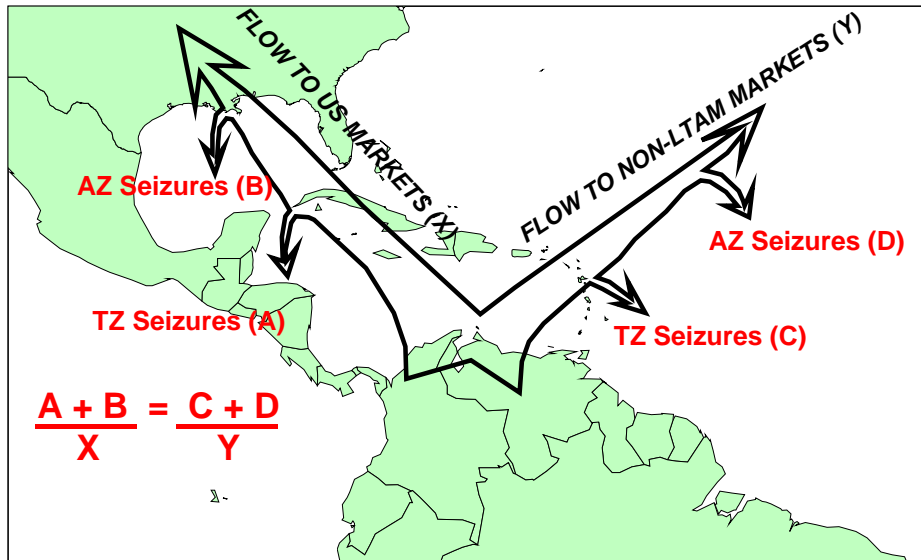 FLOW TO US MARKETS (X)
FLOW TO NON-LTAM MARKETS (Y)
AZ Seizures (B)
AZ Seizures (D)
TZ Seizures (A)
TZ Seizures (C)
A + B = C + D
X Y